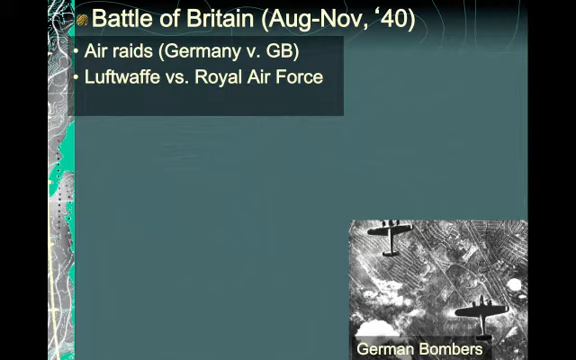 Battle of Britain (Aug-Nov, ‘40)
• Air raids (Germany v. GB)
• Luftwaffe vs. Royal Air Force
German Bombers